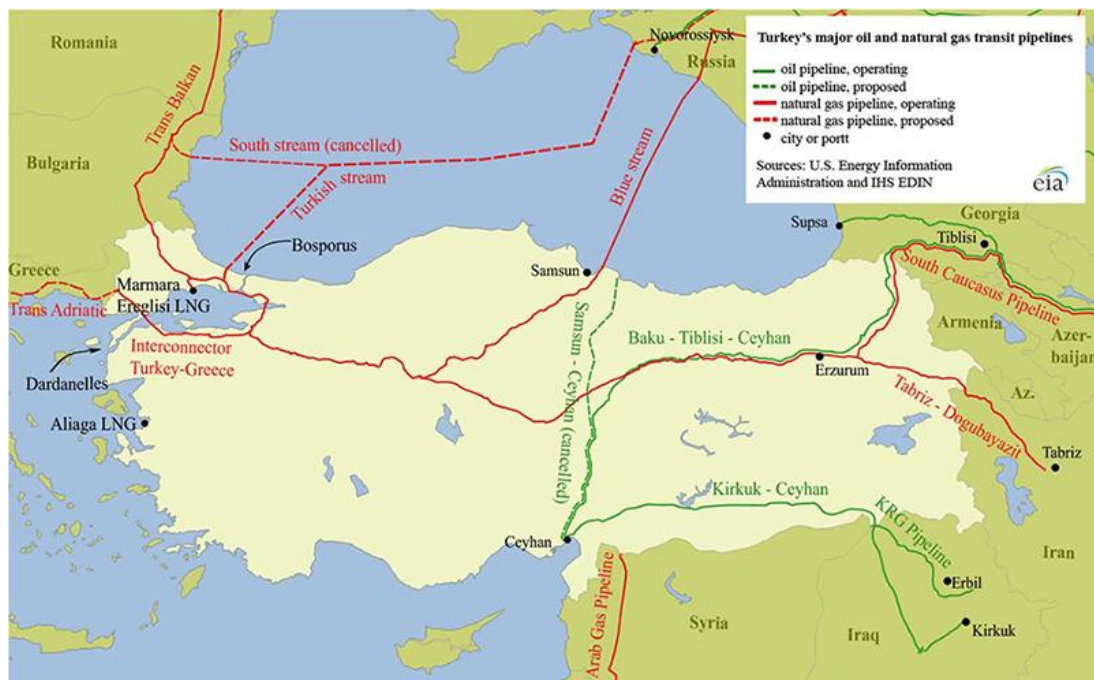 Turkey's major oil and natural gas transit pipelines
oil pipeline, operating
oil pipeline, proposed
natural gas pipeline, operating
natural gas pipeline, proposed
city or portt
Sources: U.S. Energy Information
Administration and IHS EDIN
eia
Romania
Novorossiysk
Russia
Trans Balkan
Bulgaria
South stream (cancelled)
Turkish stream
Blue stream
Supsa
Georgia
Tiblisi
South Caucasus Pipeline
Bosporus
Samsun
Greece
Marmara
Ereglisi LNG
Trans Adriatic
Armenia
Azer-
baijan
Az.
Interconnector
Turkey-Greece
Baku - Tiblisi - Ceyhan
Samsun - Ceyhan (cancelled)
Erzurum
Dardanelles
Tabriz - Dogubayazit
Aliaga LNG
Tabriz
Kirkuk - Ceyhan
KRG Pipeline
Ceyhan
Iran
Erbil
Arab Gas Pipeline
Syria
Iraq
Kirkuk